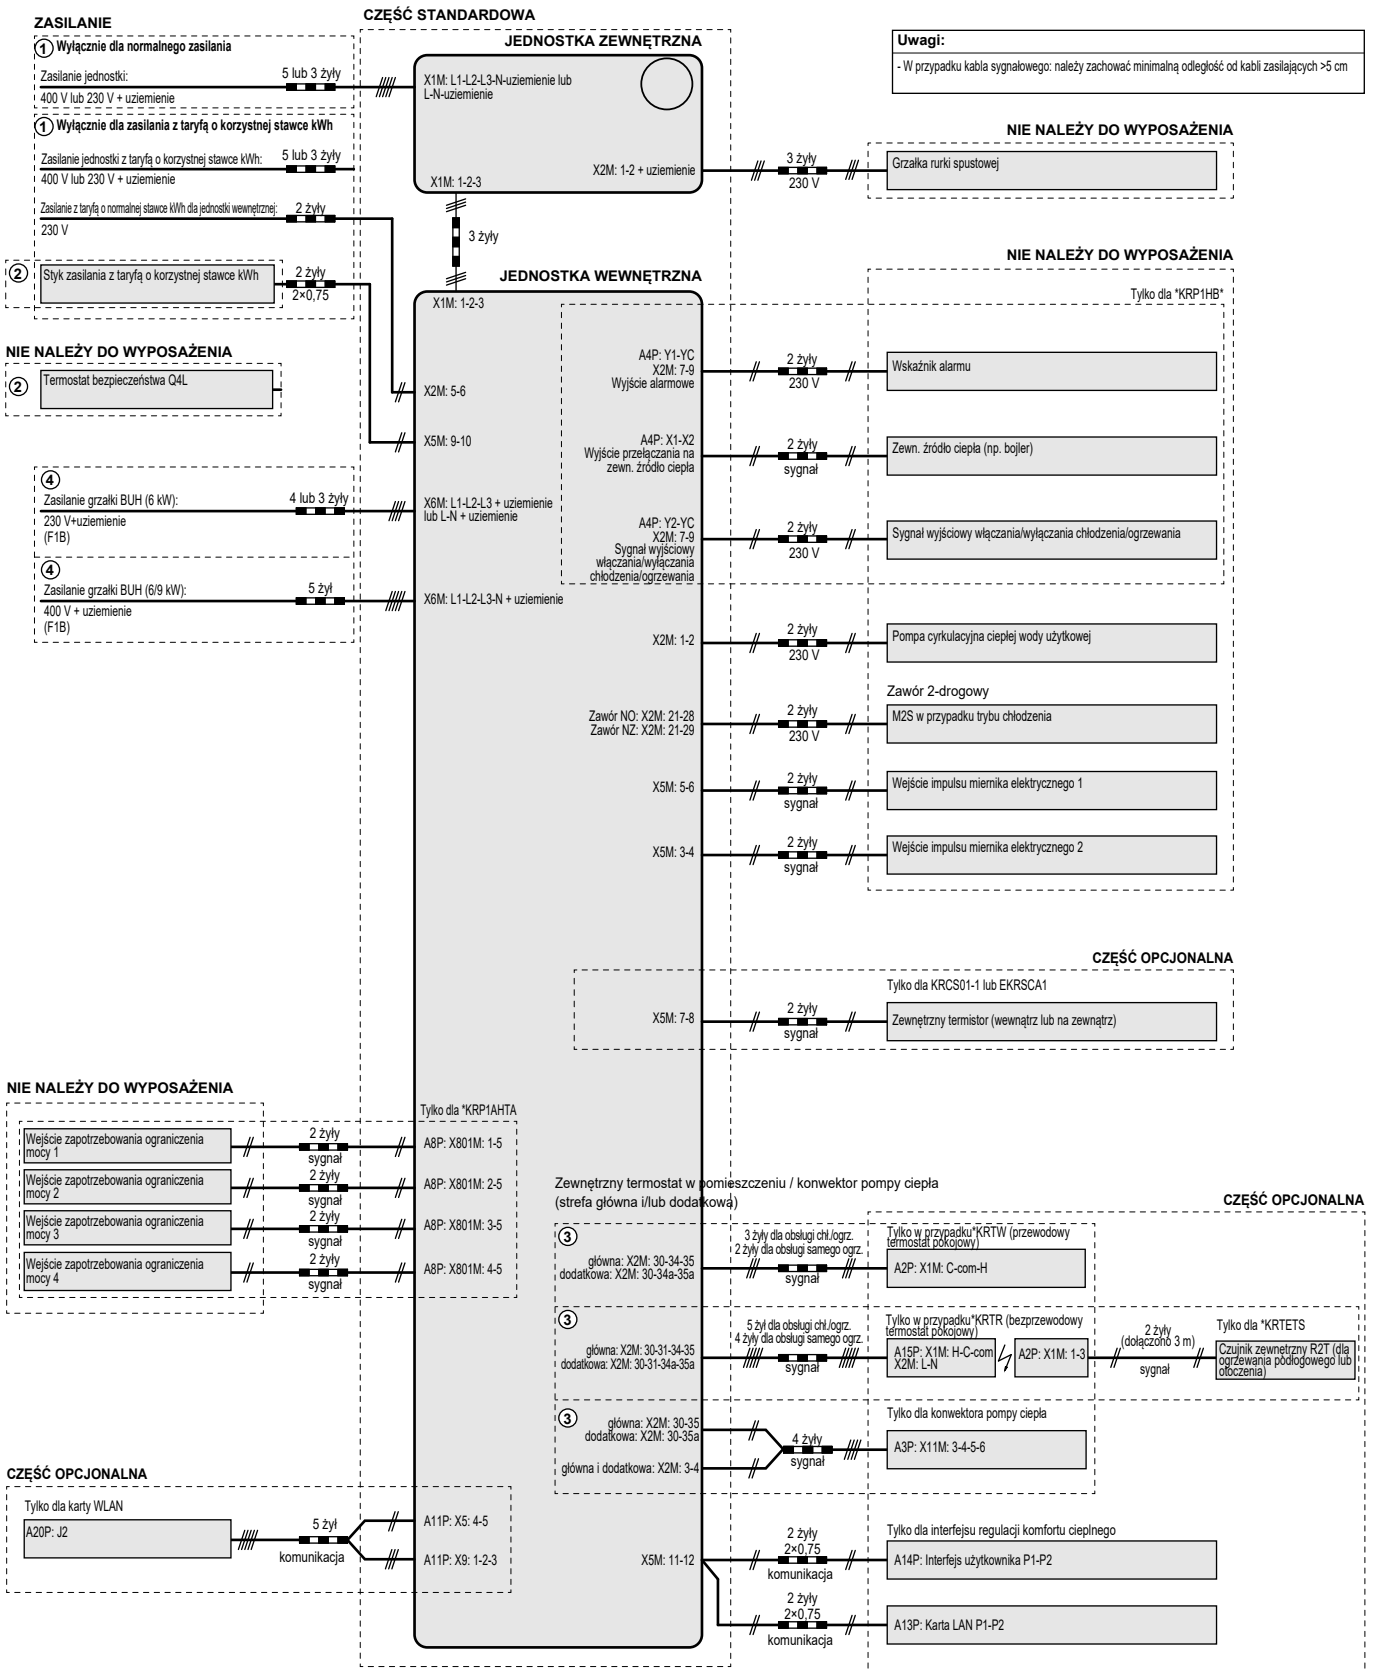 ZASILANIE
① Wyłącznie dla normalnego zasilania
Zasilanie jednostki:
5 lub 3 żyły
400 V lub 230 V + uziemienie
① Wyłącznie dla zasilania z taryfą o korzystnej stawce kWh
Zasilanie jednostki z taryfą o korzystnej stawce kWh:
5 lub 3 żyły
400 V lub 230 V + uziemienie
Zasilanie z taryfą o normalnej stawce kWh dla jednostki wewnętrznej:
2 żyły
230 V
②
Styk zasilania z taryfą o korzystnej stawce kWh
2 żyły
2×0,75
NIE NALEŻY DO WYPOSAŻENIA
②
Termostat bezpieczeństwa Q4L
④
Zasilanie grzałki BUH (6 kW):
4 lub 3 żyły
230 V+uziemienie
(F1B)
④
Zasilanie grzałki BUH (6/9 kW):
5 żył
400 V + uziemienie
(F1B)
CZĘŚĆ STANDARDOWA
JEDNOSTKA ZEWNĘTRZNA
X1M: L1-L2-L3-N-uziemienie lub
L-N-uziemienie
X2M: 1-2 + uziemienie
X1M: 1-2-3
3 żyły
JEDNOSTKA WEWNĘTRZNA
X1M: 1-2-3
X2M: 5-6
X5M: 9-10
X6M: L1-L2-L3 + uziemienie
lub L-N + uziemienie
X6M: L1-L2-L3-N + uziemienie
Uwagi:
- W przypadku kabla sygnałowego: należy zachować minimalną odległość od kabli zasilających >5 cm
NIE NALEŻY DO WYPOSAŻENIA
3 żyły
230 V
Grzałka rurki spustowej
NIE NALEŻY DO WYPOSAŻENIA
Tylko dla *KRP1HB*
A4P: Y1-YC
X2M: 7-9
Wyjście alarmowe
2 żyły
230 V
Wskaźnik alarmu
A4P: X1-X2
Wyjście przełączania na
zewn. źródło ciepła
2 żyły
sygnał
Zewn. źródło ciepła (np. bojler)
A4P: Y2-YC
X2M: 7-9
Sygnał wyjściowy
włączania/wyłączania
chłodzenia/ogrzewania
2 żyły
230 V
Sygnał wyjściowy włączania/wyłączania chłodzenia/ogrzewania
X2M: 1-2
2 żyły
230 V
Pompa cyrkulacyjna ciepłej wody użytkowej
Zawór 2-drogowy
Zawór NO: X2M: 21-28
Zawór NZ: X2M: 21-29
2 żyły
230 V
M2S w przypadku trybu chłodzenia
X5M: 5-6
2 żyły
sygnał
Wejście impulsu miernika elektrycznego 1
X5M: 3-4
2 żyły
sygnał
Wejście impulsu miernika elektrycznego 2
CZĘŚĆ OPCJONALNA
Tylko dla KRCS01-1 lub EKRSCA1
X5M: 7-8
2 żyły
sygnał
Zewnętrzny termistor (wewnątrz lub na zewnątrz)
NIE NALEŻY DO WYPOSAŻENIA
Tylko dla *KRP1AHTA
Wejście zapotrzebowania ograniczenia
mocy 1
2 żyły
sygnał
A8P: X801M: 1-5
Wejście zapotrzebowania ograniczenia
mocy 2
2 żyły
sygnał
A8P: X801M: 2-5
Wejście zapotrzebowania ograniczenia
mocy 3
2 żyły
sygnał
A8P: X801M: 3-5
Wejście zapotrzebowania ograniczenia
mocy 4
2 żyły
sygnał
A8P: X801M: 4-5
Zewnętrzny termostat w pomieszczeniu / konwektor pompy ciepła
(strefa główna i/lub dodatkowa)
CZĘŚĆ OPCJONALNA
③
główna: X2M: 30-34-35
dodatkowa: X2M: 30-34a-35a
3 żyły dla obsługi chł./ogrz.
2 żyły dla obsługi samego ogrz.
sygnał
Tylko w przypadku*KRTW (przewodowy
termostat pokojowy)
A2P: X1M: C-com-H
③
główna: X2M: 30-31-34-35
dodatkowa: X2M: 30-31-34a-35a
5 żył dla obsługi chł./ogrz.
4 żyły dla obsługi samego ogrz.
sygnał
Tylko w przypadku*KRTR (bezprzewodowy
termostat pokojowy)
A15P: X1M: H-C-com
X2M: L-N
A2P: X1M: 1-3
2 żyły
(dołączono 3 m)
sygnał
Tylko dla *KRTETS
Czujnik zewnętrzny R2T (dla
ogrzewania podłogowego lub
otoczenia)
③
główna: X2M: 30-35
dodatkowa: X2M: 30-35a
główna i dodatkowa: X2M: 3-4
4 żyły
sygnał
Tylko dla konwektora pompy ciepła
A3P: X11M: 3-4-5-6
CZĘŚĆ OPCJONALNA
Tylko dla karty WLAN
A20P: J2
5 żył
komunikacja
A11P: X5: 4-5
A11P: X9: 1-2-3
X5M: 11-12
2 żyły
2×0,75
komunikacja
Tylko dla interfejsu regulacji komfortu cieplnego
A14P: Interfejs użytkownika P1-P2
2 żyły
2×0,75
komunikacja
A13P: Karta LAN P1-P2